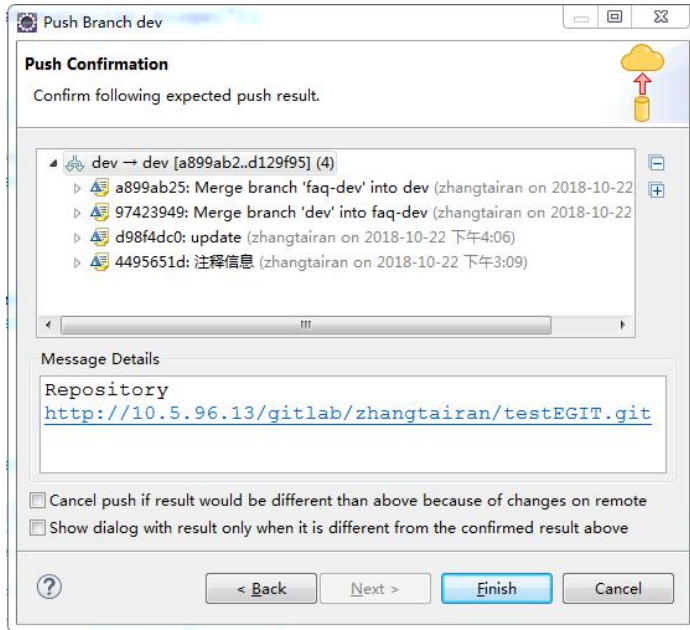 Push Branch dev
Push Confirmation
Confirm following expected push result.
dev → dev [a899ab2..d129f95] (4)
a899ab25: Merge branch 'faq-dev' into dev (zhangtairan on 2018-10-22
97423949: Merge branch 'dev' into faq-dev (zhangtairan on 2018-10-22
d98f4dc0: update (zhangtairan on 2018-10-22 下午4:06)
4495651d: 注释信息 (zhangtairan on 2018-10-22 下午3:09)
Message Details
Repository
http://10.5.96.13/gitlab/zhangtairan/testEGIT.git
Cancel push if result would be different than above because of changes on remote
Show dialog with result only when it is different from the confirmed result above
? < Back Next > Finish Cancel